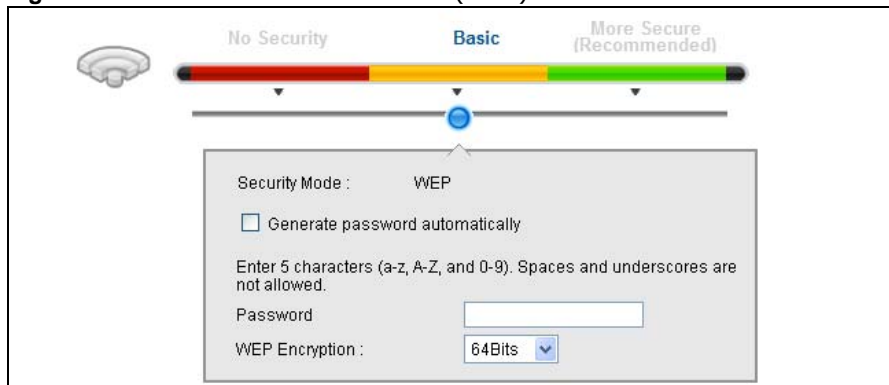 No Security
Basic
More Secure
(Recommended)
Security Mode : WEP
Generate password automatically
Enter 5 characters (a-z, A-Z, and 0-9). Spaces and underscores are
not allowed.
Password
WEP Encryption : 64Bits